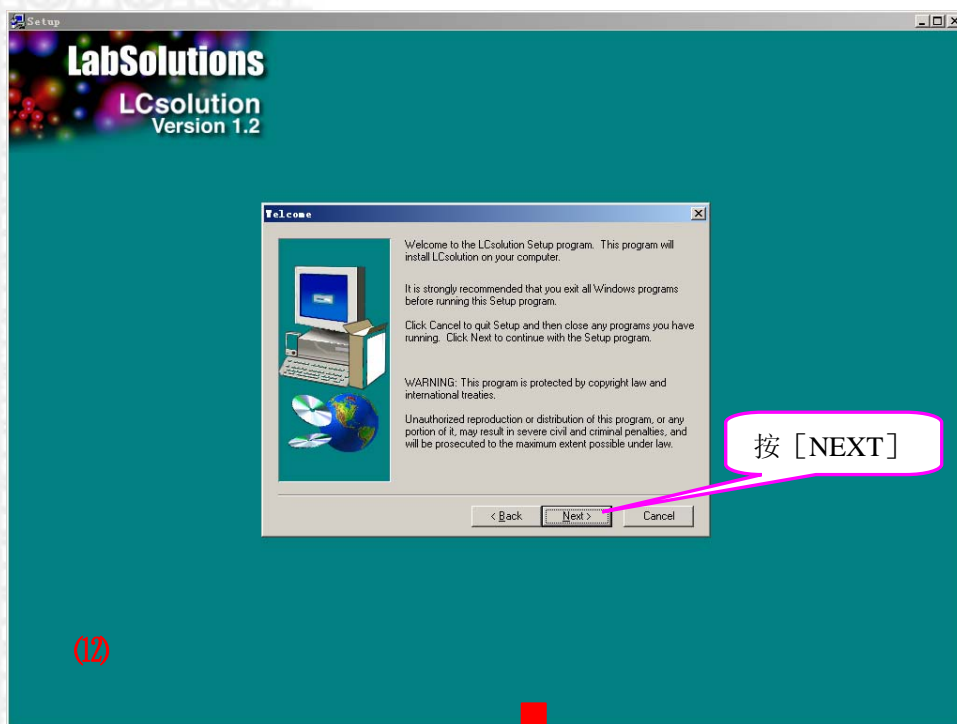 Setup
LabSolutions
LCsolution
Version 1.2
Welcome
Welcome to the LCsolution Setup program. This program will
install LCsolution on your computer.
It is strongly recommended that you exit all Windows programs
before running this Setup program.
Click Cancel to quit Setup and then close any programs you have
running. Click Next to continue with the Setup program.
WARNING: This program is protected by copyright law and
international treaties.
Unauthorized reproduction or distribution of this program, or any
portion of it, may result in severe civil and criminal penalties, and
will be prosecuted to the maximum extent possible under law.
按［NEXT］
< Back
Next >
Cancel
⑿